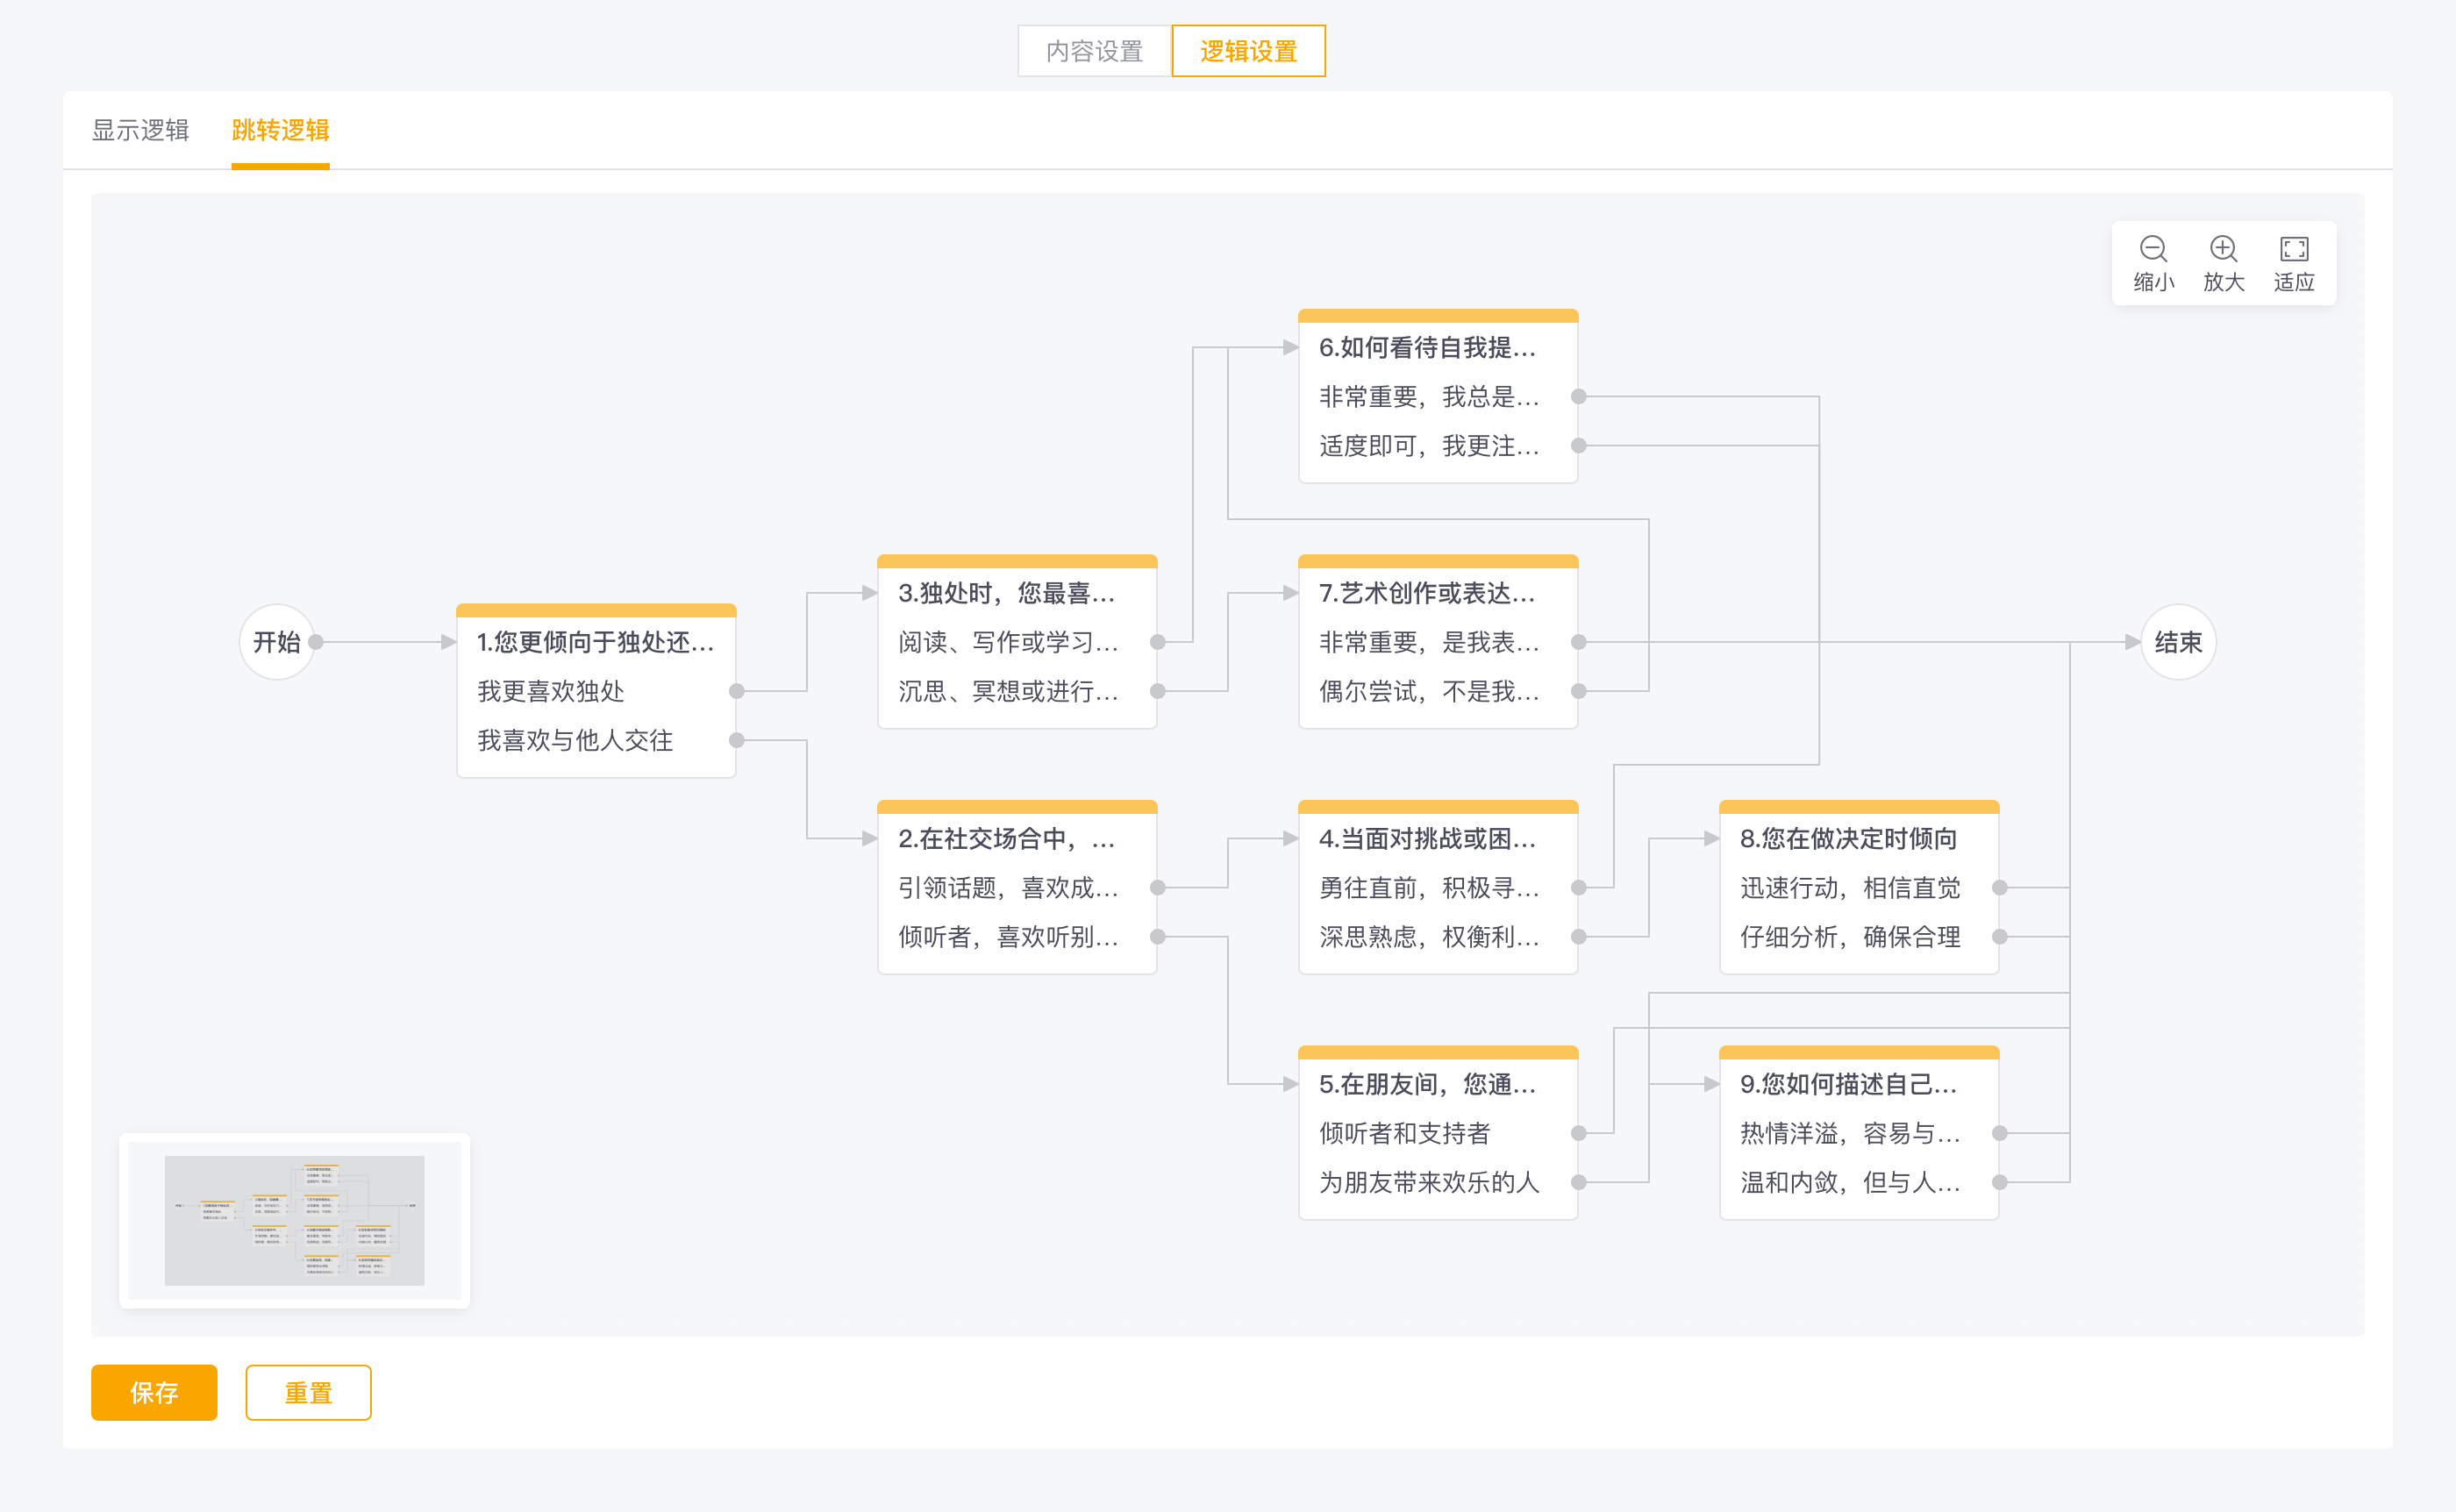 内容设置
逻辑设置
显示逻辑
跳转逻辑
缩小
放大
适应
开始
1.您更倾向于独处还...
我更喜欢独处
我喜欢与他人交往
3.独处时，您最喜...
阅读、写作或学习...
沉思、冥想或进行...
2.在社交场合中，...
引领话题，喜欢成...
倾听者，喜欢听别...
6.如何看待自我提...
非常重要，我总是...
适度即可，我更注...
7.艺术创作或表达...
非常重要，是我表...
偶尔尝试，不是我...
4.当面对挑战或困...
勇往直前，积极寻...
深思熟虑，权衡利...
5.在朋友间，您通...
倾听者和支持者
为朋友带来欢乐的人
8.您在做决定时倾向
迅速行动，相信直觉
仔细分析，确保合理
9.您如何描述自己...
热情洋溢，容易与...
温和内敛，但与人...
结束
保存
重置